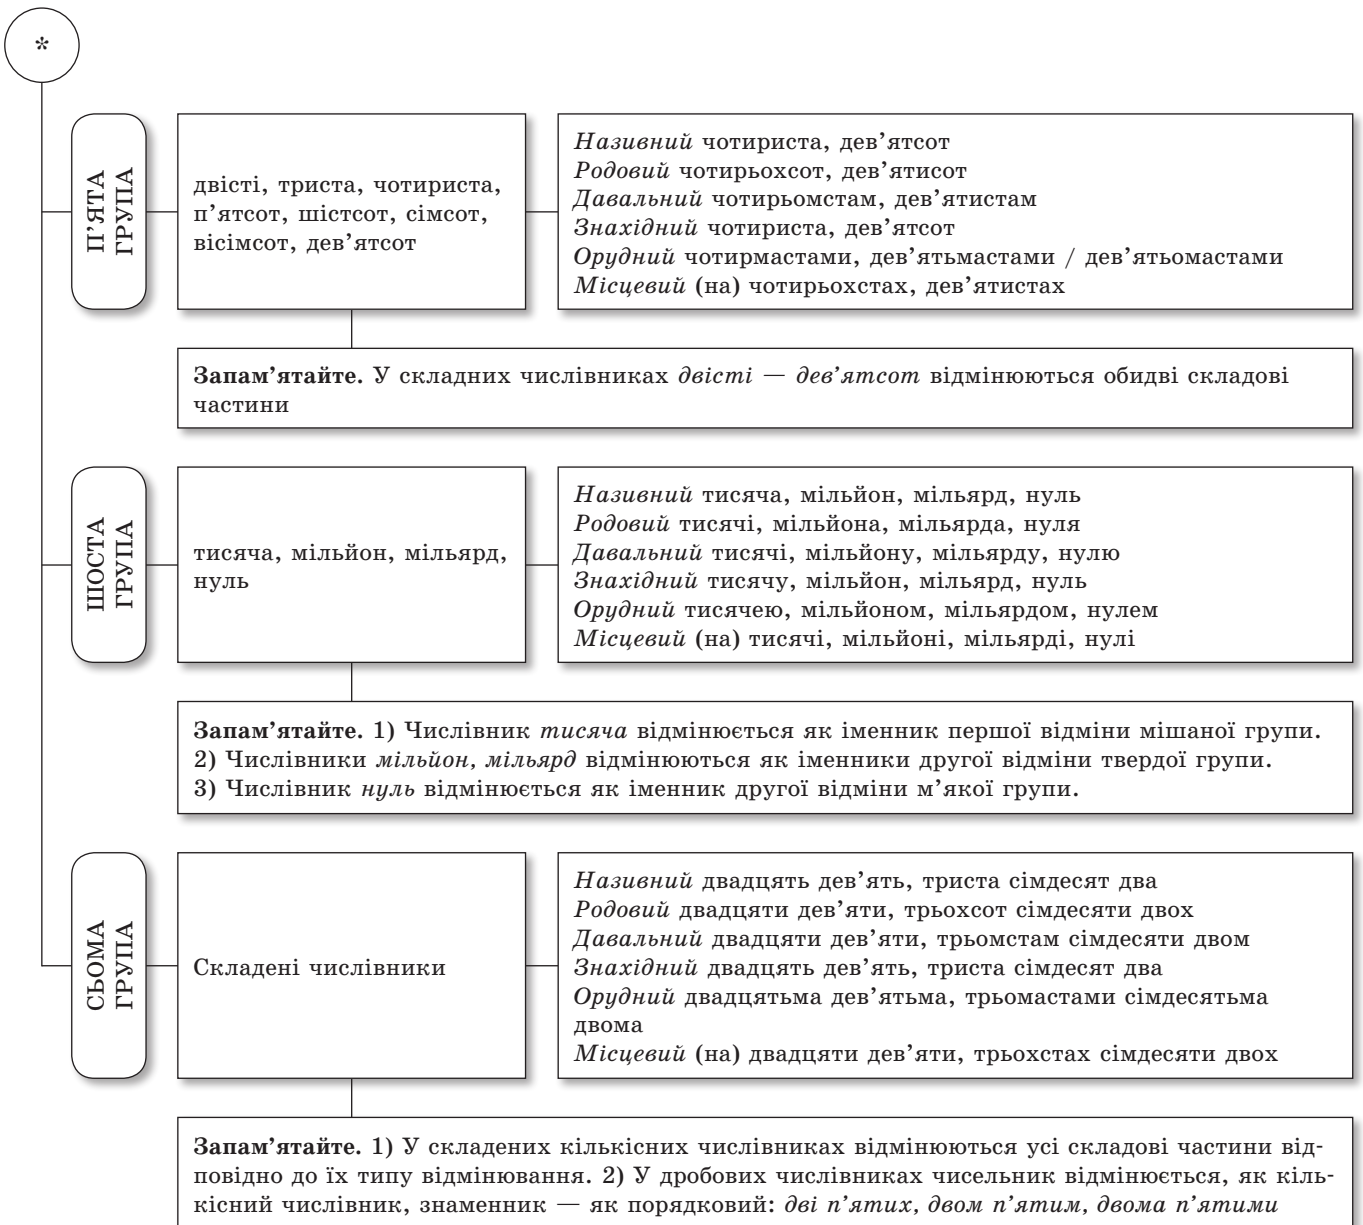 *
П’ЯТА
ГРУПА
двісті, триста, чотириста,
п’ятсот, шістсот, сімсот,
вісімсот, дев’ятсот
Називний чотириста, дев’ятсот
Родовий чотирьохсот, дев’ятисот
Давальний чотирьомстам, дев’ятистам
Знахідний чотириста, дев’ятсот
Орудний чотирмастами, дев’ятьмастами / дев’ятьомастами
Місцевий (на) чотирьохстах, дев’ятистах
Запам’ятайте. У складних числівниках двісті — дев’ятсот відмінюються обидві складові
частини
ШОСТА
ГРУПА
тисяча, мільйон, мільярд,
нуль
Називний тисяча, мільйон, мільярд, нуль
Родовий тисячі, мільйона, мільярда, нуля
Давальний тисячі, мільйону, мільярду, нулю
Знахідний тисячу, мільйон, мільярд, нуль
Орудний тисячею, мільйоном, мільярдом, нулем
Місцевий (на) тисячі, мільйоні, мільярді, нулі
Запам’ятайте. 1) Числівник тисяча відмінюється як іменник першої відміни мішаної групи.
2) Числівники мільйон, мільярд відмінюються як іменники другої відміни твердої групи.
3) Числівник нуль відмінюється як іменник другої відміни м’якої групи.
СЬОМА
ГРУПА
Складені числівники
Називний двадцять дев’ять, триста сімдесят два
Родовий двадцяти дев’яти, трьохсот сімдесяти двох
Давальний двадцяти дев’яти, трьомстам сімдесяти двом
Знахідний двадцять дев’ять, триста сімдесят два
Орудний двадцятьма дев’ятьма, трьомастами сімдесятьма
двома
Місцевий (на) двадцяти дев’яти, трьохстах сімдесяти двох
Запам’ятайте. 1) У складених кількісних числівниках відмінюються усі складові частини від-
повідно до їх типу відмінювання. 2) У дробових числівниках чисельник відмінюється, як кіль-
кісний числівник, знаменник — як порядковий: дві п’ятих, двом п’ятим, двома п’ятими